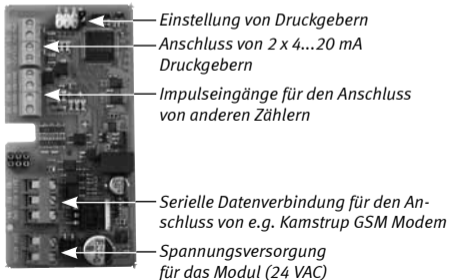 Einstellung von Druckgebern
Anschluss von 2 x 4...20 mA
Druckgebern
Impulseingänge für den Anschluss
von anderen Zählern
Serielle Datenverbindung für den An-
schluss von e.g. Kamstrup GSM Modem
Spannungsversorgung
für das Modul (24 VAC)